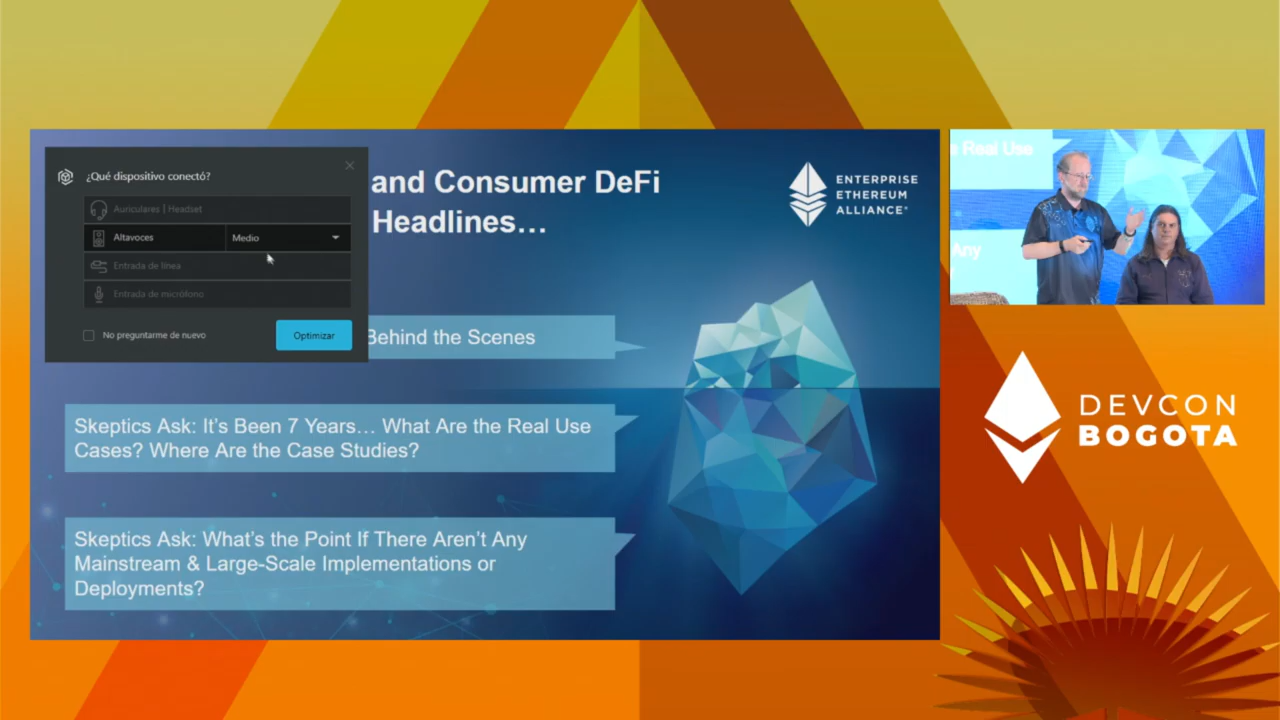 ¿Qué dispositivo conectó?
Auriculares | Headset
Altavoces
Medio
Entrada de línea
Entrada de micrófono
No preguntarme de nuevo
Optimizar
and Consumer DeFi
Headlines...
ENTERPRISE
ETHEREUM
ALLIANCE
Behind the Scenes
Skeptics Ask: It's Been 7 Years... What Are the Real Use
Cases? Where Are the Case Studies?
Skeptics Ask: What's the Point If There Aren't Any
Mainstream & Large-Scale Implementations or
Deployments?
Real Use
Any
DEVCON
BOGOTA